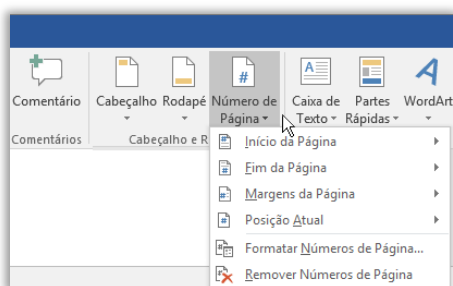 Comentário Cabeçalho Rodapé Número de Caixa de Partes WordArt
Página Texto Rápidas
Comentários Cabeçalho e R
Início da Página
Fim da Página
Margens da Página
Posição Atual
Formatar Números de Página...
Remover Números de Página